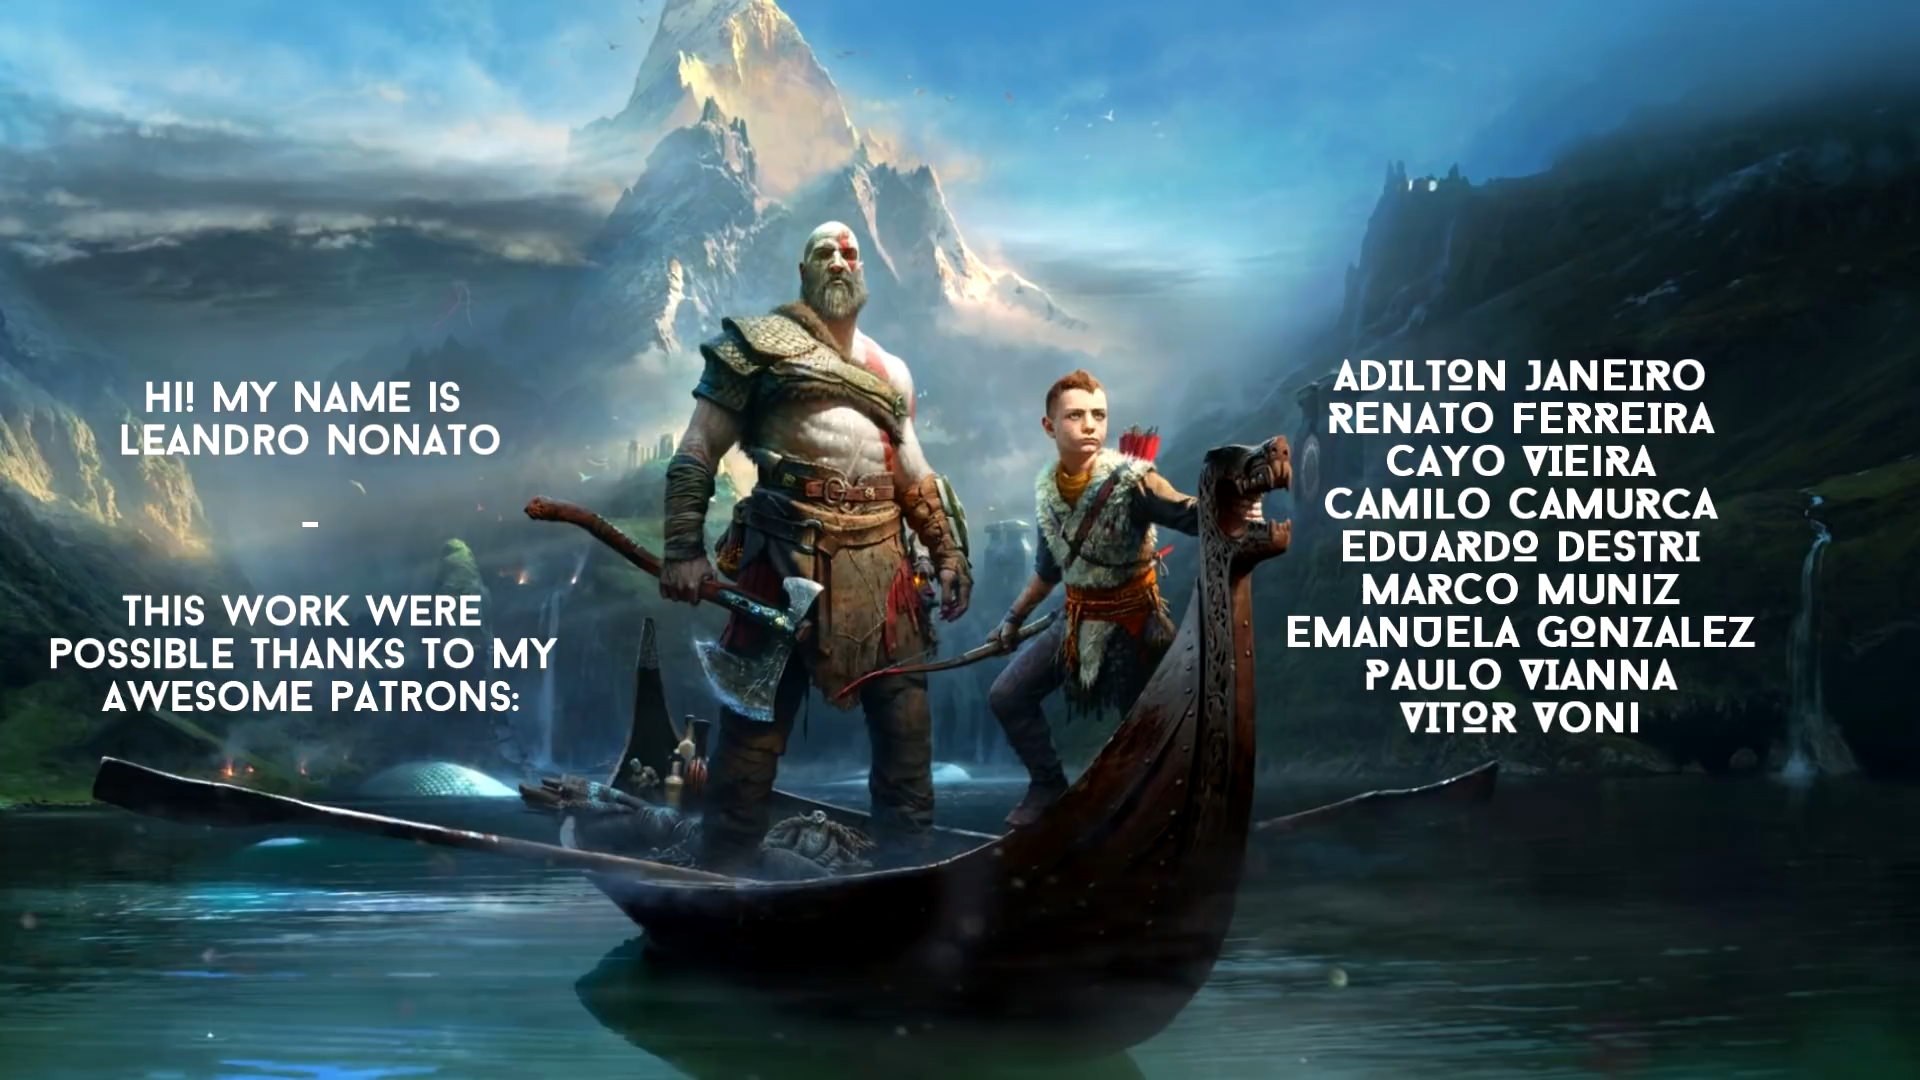 HI! MY NAME IS
LEANDRO NONATO
-
THIS WORK WERE
POSSIBLE THANKS TO MY
AWESOME PATRONS:
ADILTON JANEIRO
RENATO FERREIRA
CAYO VIEIRA
CAMILO CAMURCA
EDUARDO DESTRI
MARCO MUNIZ
EMANUELA GONZALEZ
PAULO VIANNA
VITOR VONI